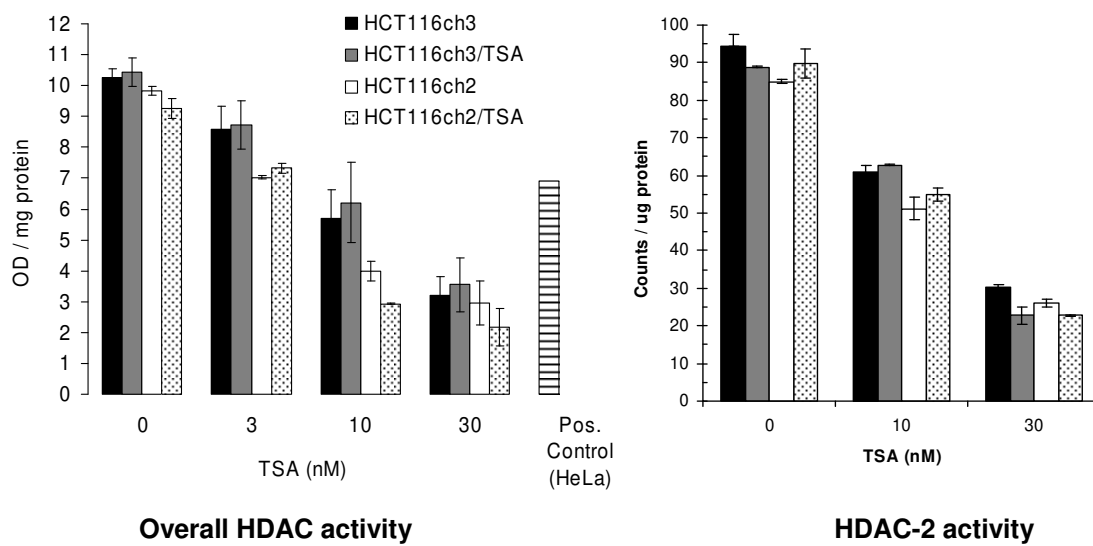 12
11
10
9
8
7
6
5
4
3
2
1
0
OD / mg protein
HCT116ch3
HCT116ch3/TSA
HCT116ch2
HCT116ch2/TSA
0 3 10 30 Pos.
Control
(HeLa)
TSA (nM)
Overall HDAC activity
100
90
80
70
60
50
40
30
20
10
0
Counts / ug protein
0 10 30
TSA (nM)
HDAC-2 activity